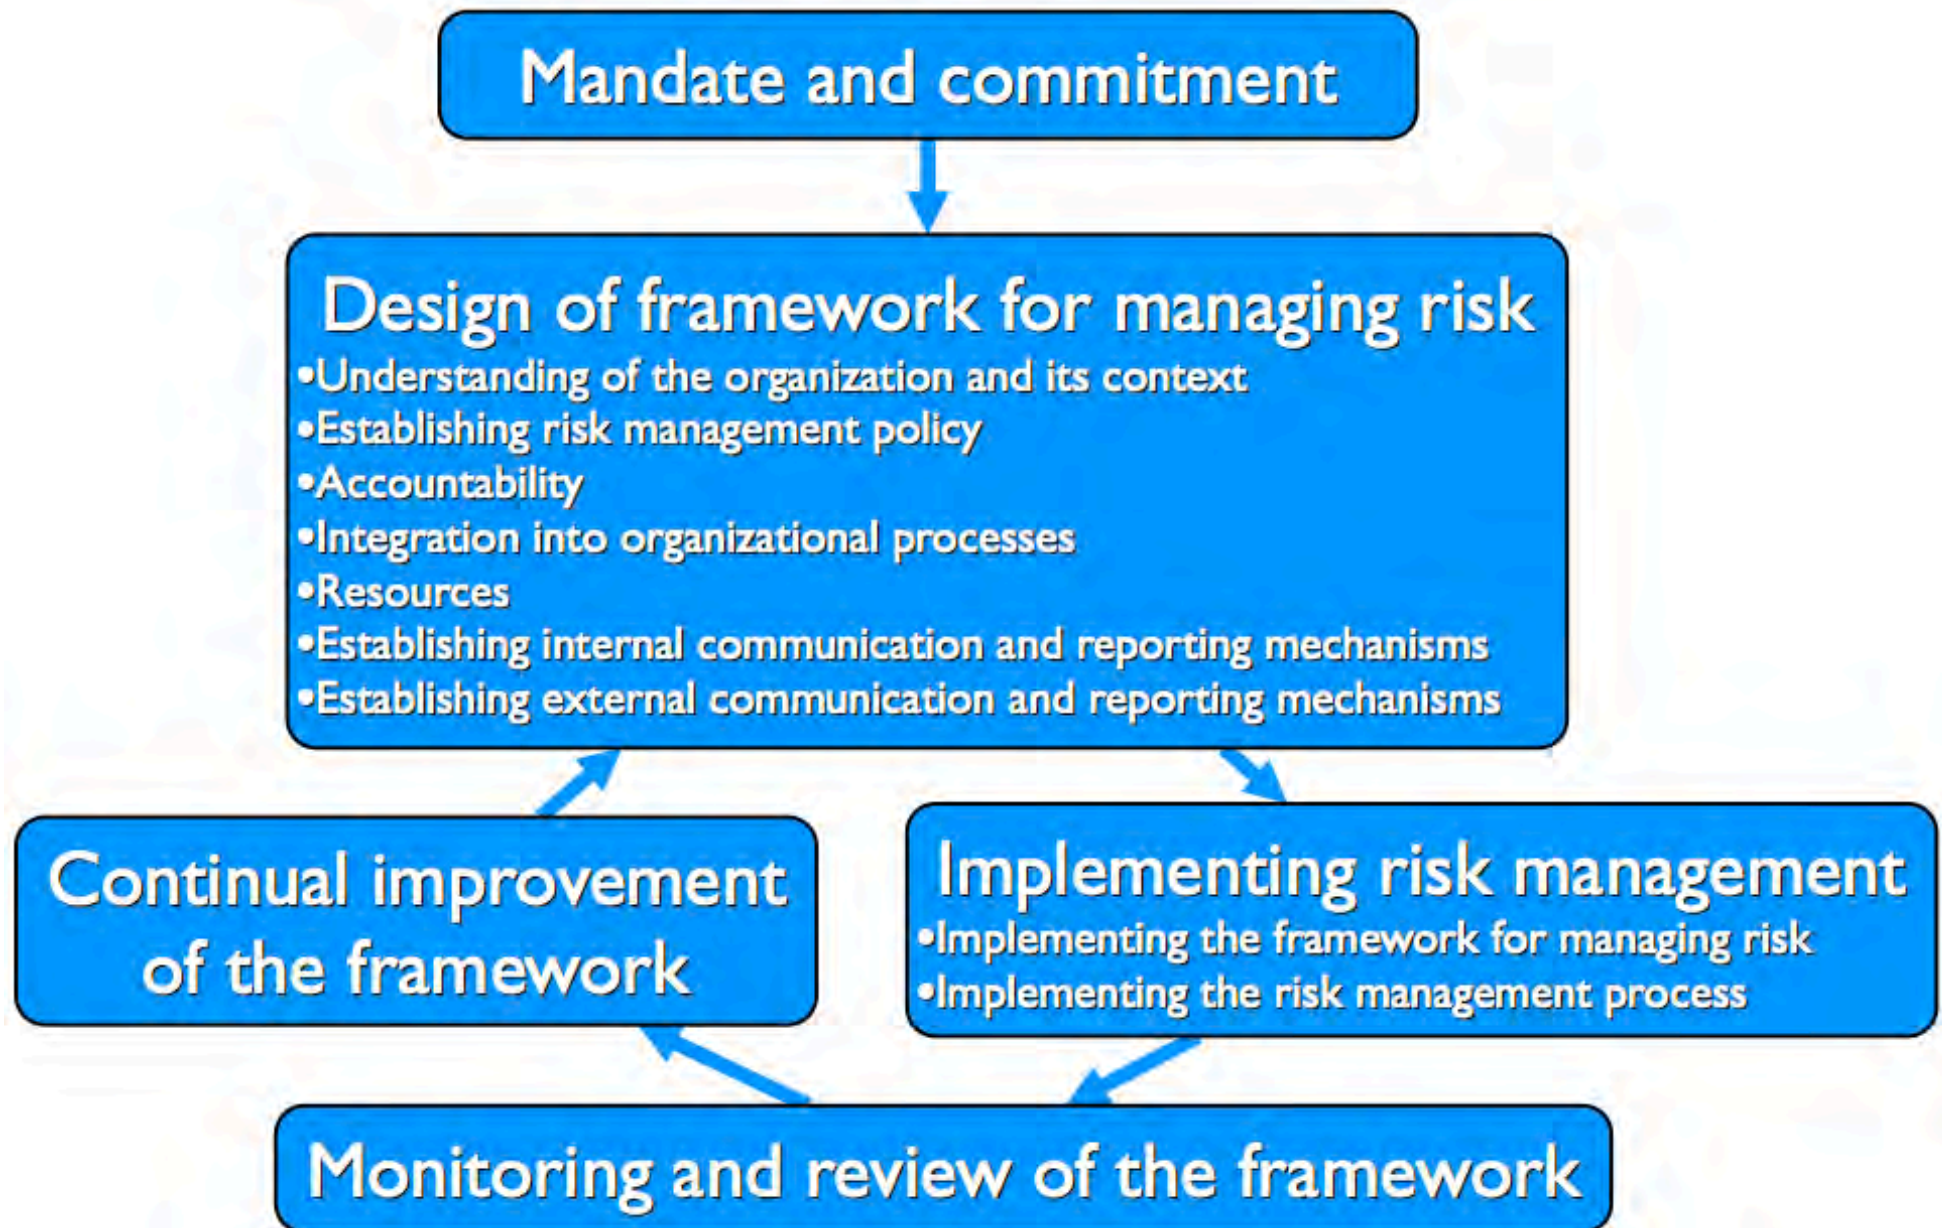 Mandate and commitment
Design of framework for managing risk
•Understanding of the organization and its context
•Establishing risk management policy
•Accountability
•Integration into organizational processes
•Resources
•Establishing internal communication and reporting mechanisms
•Establishing external communication and reporting mechanisms
Continual improvement
of the framework
Implementing risk management
•Implementing the framework for managing risk
•Implementing the risk management process
Monitoring and review of the framework